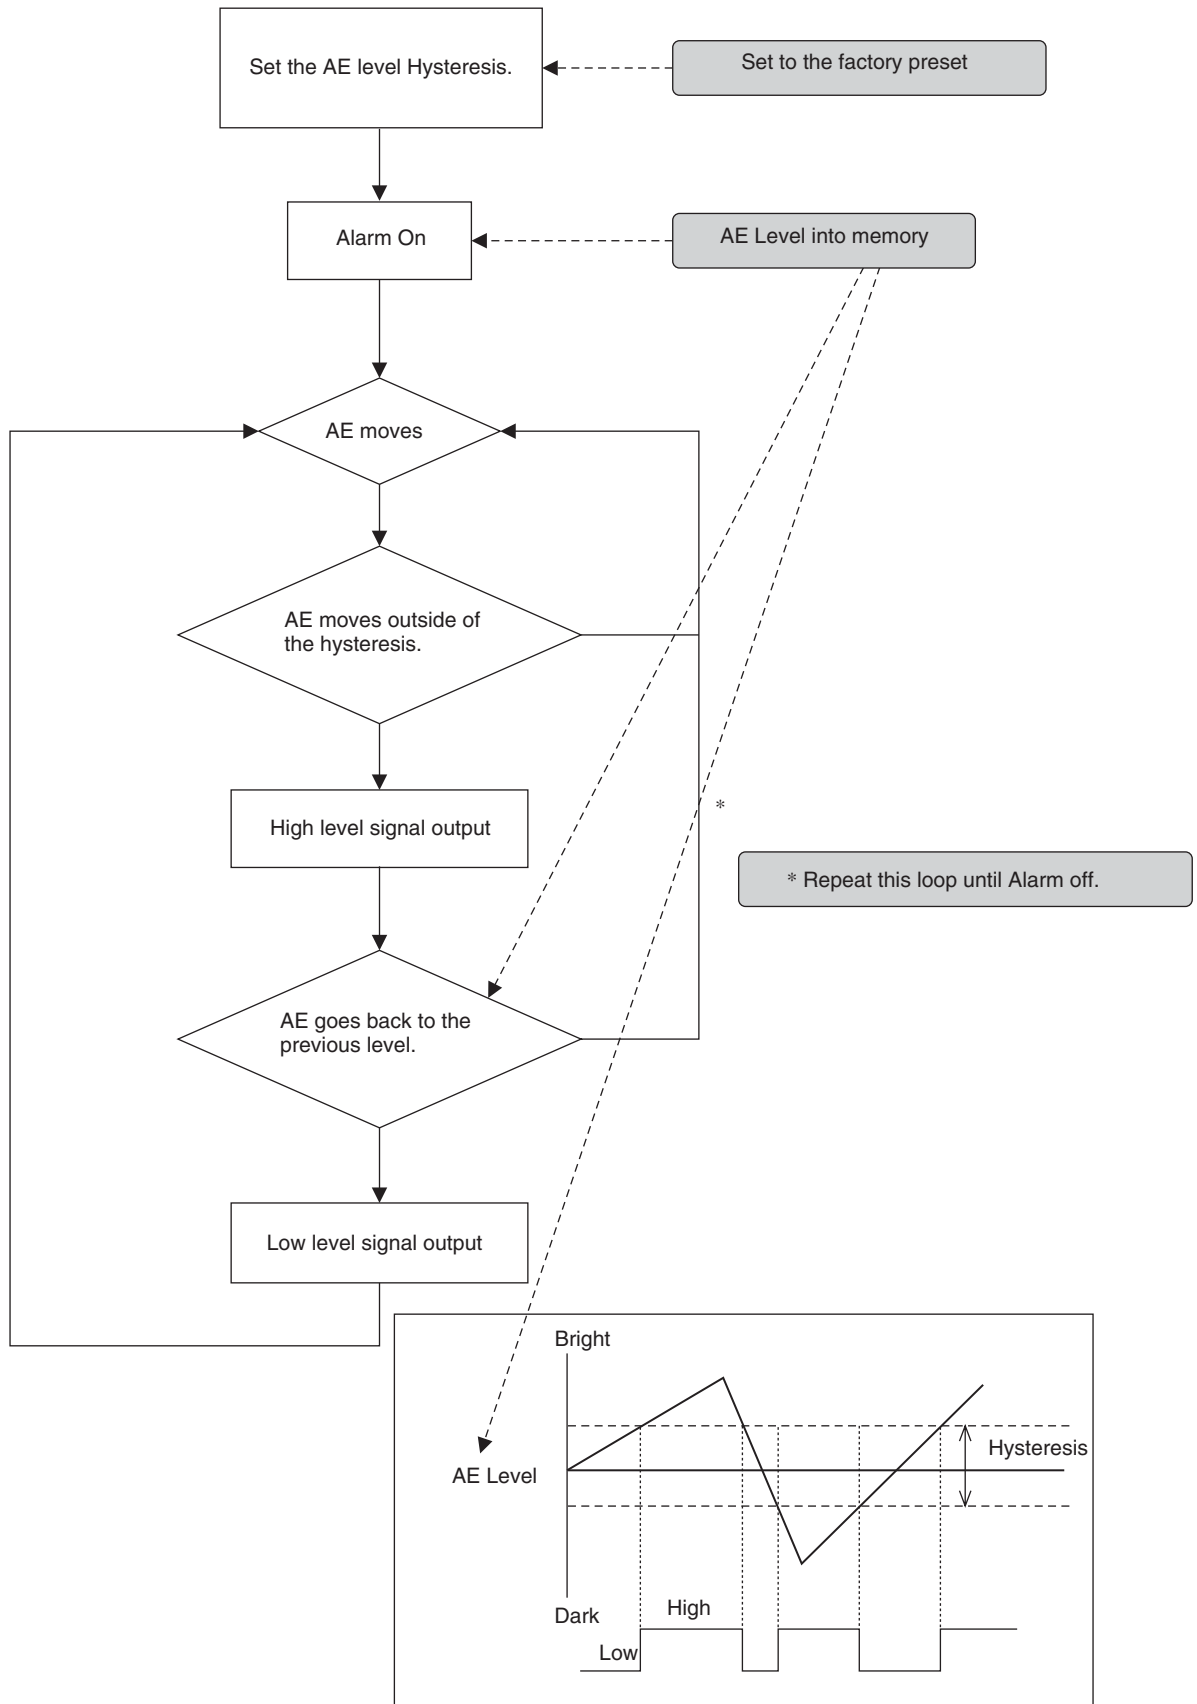 Set the AE level Hysteresis.
Set to the factory preset
Alarm On
AE Level into memory
AE moves
AE moves outside of
the hysteresis.
High level signal output
*
* Repeat this loop until Alarm off.
AE goes back to the
previous level.
Low level signal output
Bright
Hysteresis
AE Level
Dark
High
Low